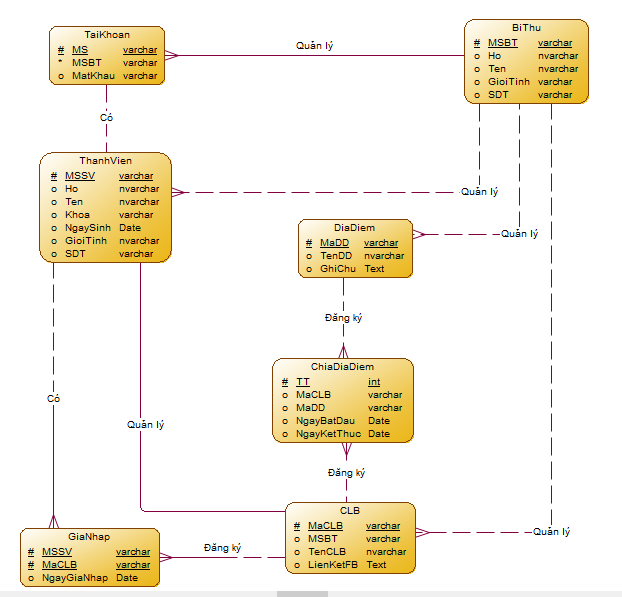 TaiKhoan
# MS varchar
* MSBT varchar
o MatKhau varchar
Quản lý
BiThu
# MSBT varchar
o Ho nvarchar
o Ten nvarchar
o GioiTinh varchar
o SDT varchar
Có
ThanhVien
# MSSV varchar
o Ho nvarchar
o Ten nvarchar
o Khoa varchar
o NgaySinh Date
o GioiTinh nvarchar
o SDT varchar
Quản lý
DiaDiem
# MaDD varchar
o TenDD nvarchar
o GhiChu Text
Quản lý
Đăng ký
ChiaDiaDiem
# TT int
o MaCLB varchar
o MaDD varchar
o NgayBatDau Date
o NgayKetThuc Date
Có
Quản lý
Đăng ký
CLB
# MaCLB varchar
o MSBT varchar
o TenCLB nvarchar
o LienKetFB Text
Quản lý
GiaNhap
# MSSV varchar
# MaCLB varchar
o NgayGiaNhap Date
Đăng ký